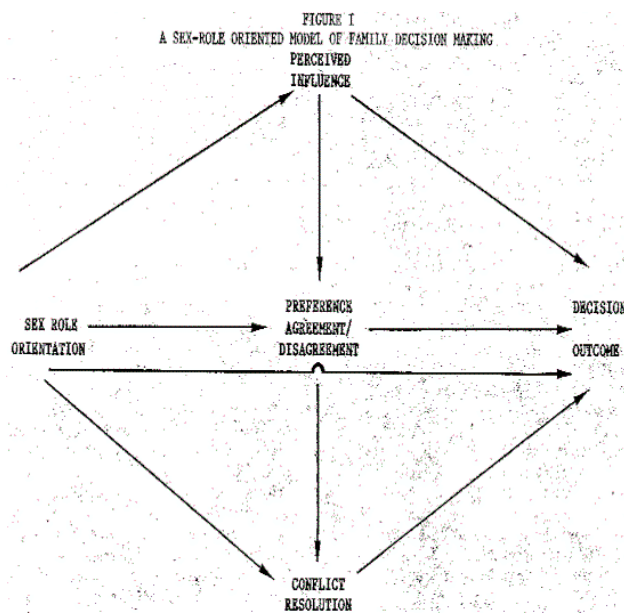 FIGURE I
A SEX-ROLE ORIENTED MODEL OF FAMILY DECISION MAKING
PERCEIVED
INFLUENCE
SEX ROLE
ORIENTATION
PREFERENCE
AGREEMENT/
DISAGREEMENT
DECISION
OUTCOME
CONFLICT
RESOLUTION